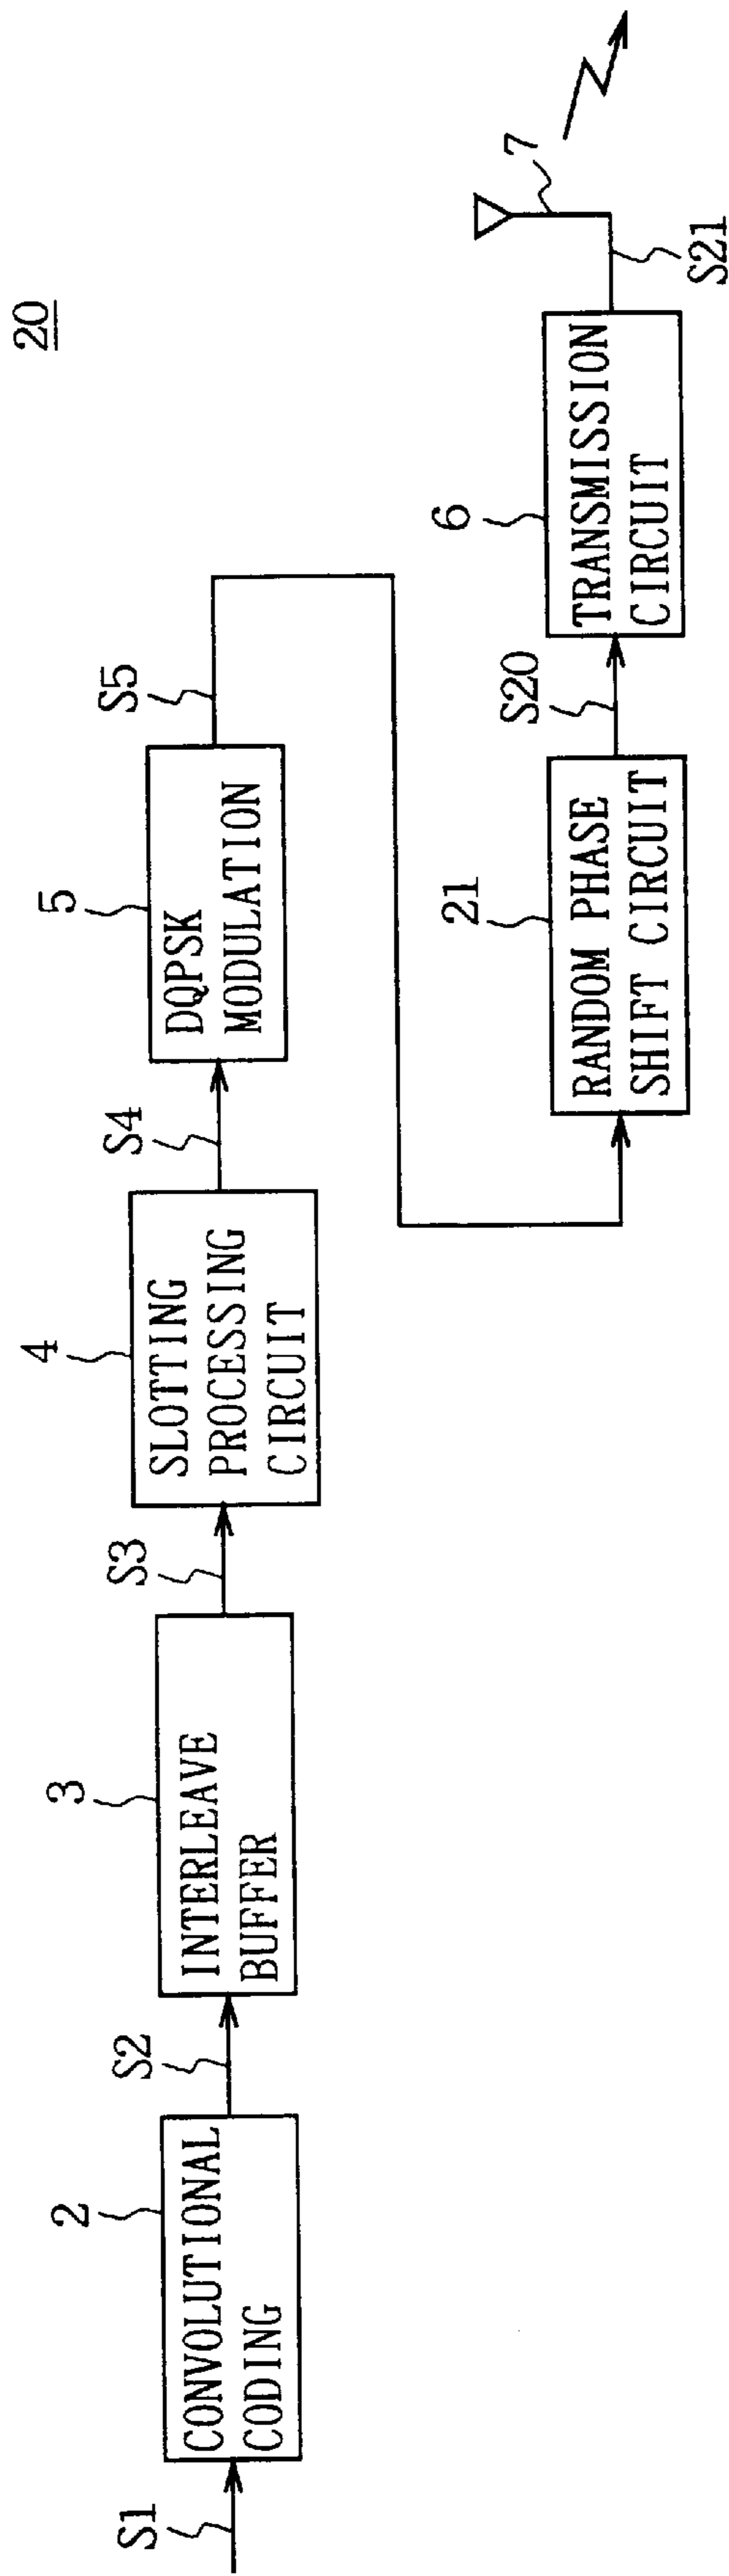 20
S1
2
CONVOLUTIONAL
CODING
S2
3
INTERLEAVE
BUFFER
S3
4
SLOTTING
PROCESSING
CIRCUIT
S4
5
DQPSK
MODULATION
S5
21
RANDOM PHASE
SHIFT CIRCUIT
S20
6
TRANSMISSION
CIRCUIT
S21
7